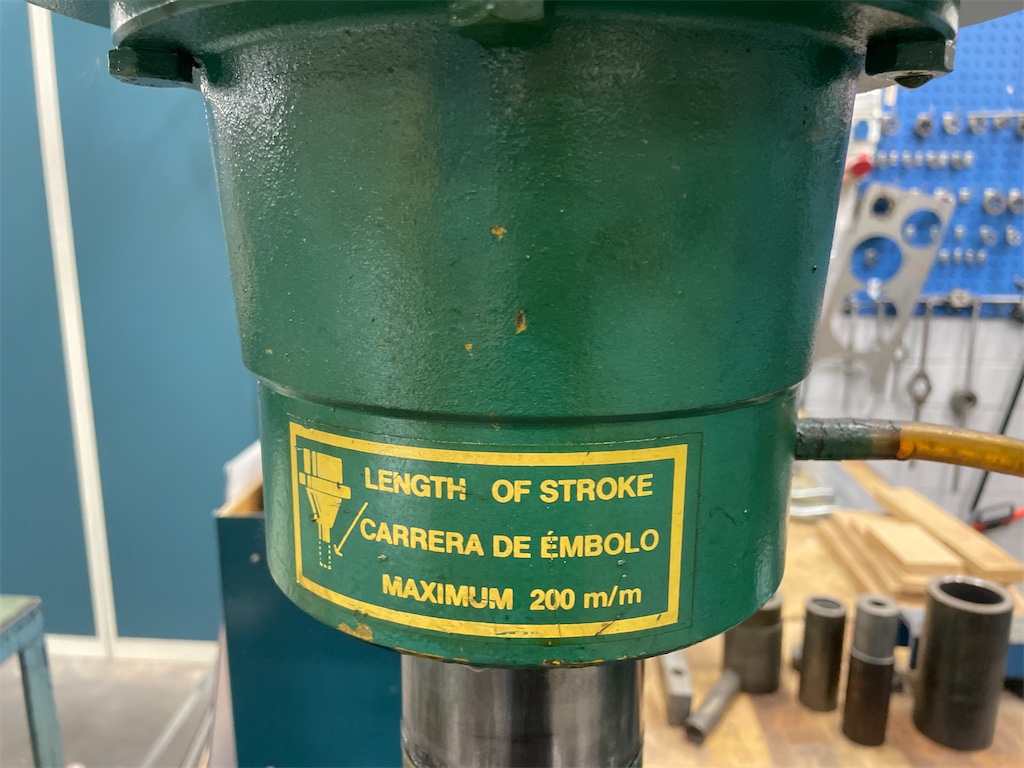 LENGTH OF STROKE
CARRERA DE ÉMBOLO
MAXIMUM 200 m/m